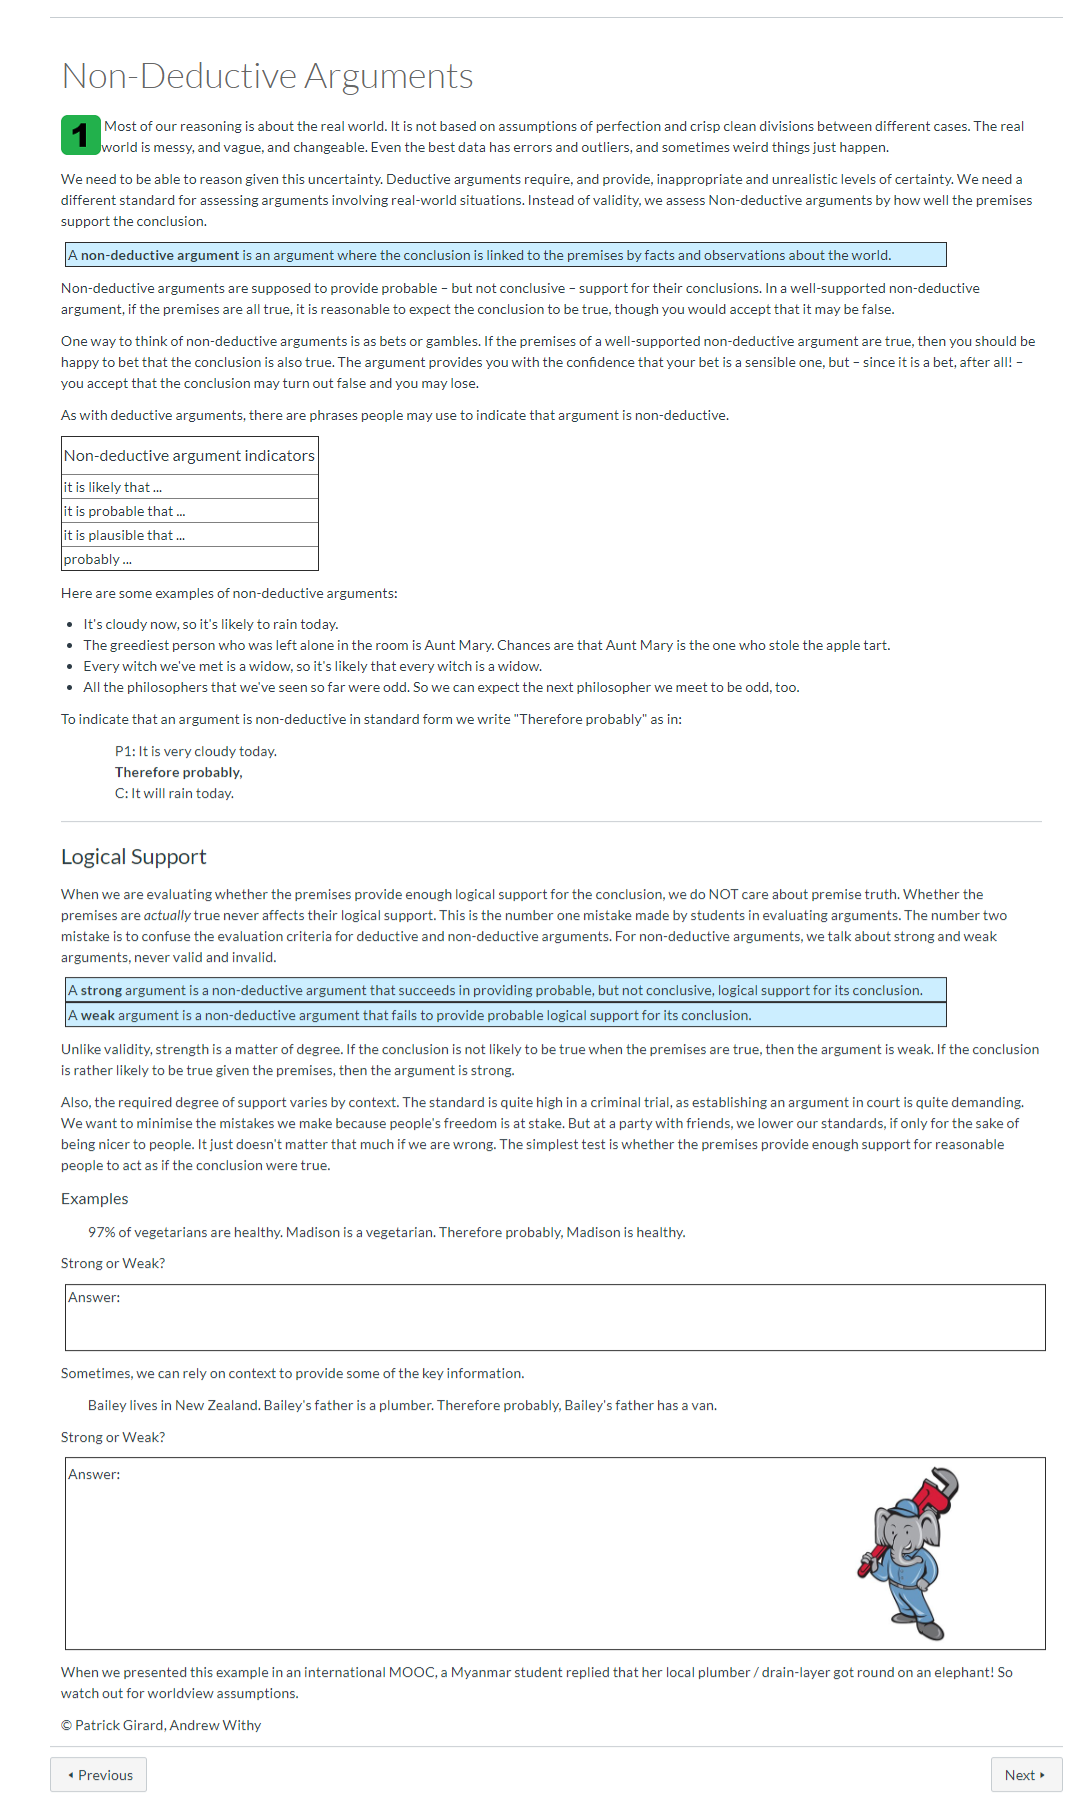 Non-Deductive Arguments
1 Most of our reasoning is about the real world. It is not based on assumptions of perfection and crisp clean divisions between different cases. The real
world is messy, and vague, and changeable. Even the best data has errors and outliers, and sometimes weird things just happen.
We need to be able to reason given this uncertainty. Deductive arguments require, and provide, inappropriate and unrealistic levels of certainty. We need a
different standard for assessing arguments involving real-world situations. Instead of validity, we assess Non-deductive arguments by how well the premises
support the conclusion.
A non-deductive argument is an argument where the conclusion is linked to the premises by facts and observations about the world.
Non-deductive arguments are supposed to provide probable – but not conclusive – support for their conclusions. In a well-supported non-deductive
argument, if the premises are all true, it is reasonable to expect the conclusion to be true, though you would accept that it may be false.
One way to think of non-deductive arguments is as bets or gambles. If the premises of a well-supported non-deductive argument are true, then you should be
happy to bet that the conclusion is also true. The argument provides you with the confidence that your bet is a sensible one, but – since it is a bet, after all! –
you accept that the conclusion may turn out false and you may lose.
As with deductive arguments, there are phrases people may use to indicate that argument is non-deductive.
Non-deductive argument indicators
it is likely that ...
it is probable that ...
it is plausible that ...
probably ...
Here are some examples of non-deductive arguments:
• It's cloudy now, so it's likely to rain today.
• The greediest person who was left alone in the room is Aunt Mary. Chances are that Aunt Mary is the one who stole the apple tart.
• Every witch we've met is a widow, so it's likely that every witch is a widow.
• All the philosophers that we've seen so far were odd. So we can expect the next philosopher we meet to be odd, too.
To indicate that an argument is non-deductive in standard form we write "Therefore probably" as in:
P1: It is very cloudy today.
Therefore probably,
C: It will rain today.
Logical Support
When we are evaluating whether the premises provide enough logical support for the conclusion, we do NOT care about premise truth. Whether the
premises are actually true never affects their logical support. This is the number one mistake made by students in evaluating arguments. The number two
mistake is to confuse the evaluation criteria for deductive and non-deductive arguments. For non-deductive arguments, we talk about strong and weak
arguments, never valid and invalid.
A strong argument is a non-deductive argument that succeeds in providing probable, but not conclusive, logical support for its conclusion.
A weak argument is a non-deductive argument that fails to provide probable logical support for its conclusion.
Unlike validity, strength is a matter of degree. If the conclusion is not likely to be true when the premises are true, then the argument is weak. If the conclusion
is rather likely to be true given the premises, then the argument is strong.
Also, the required degree of support varies by context. The standard is quite high in a criminal trial, as establishing an argument in court is quite demanding.
We want to minimise the mistakes we make because people's freedom is at stake. But at a party with friends, we lower our standards, if only for the sake of
being nicer to people. It just doesn't matter that much if we are wrong. The simplest test is whether the premises provide enough support for reasonable
people to act as if the conclusion were true.
Examples
97% of vegetarians are healthy. Madison is a vegetarian. Therefore probably, Madison is healthy.
Strong or Weak?
Answer:
Sometimes, we can rely on context to provide some of the key information.
Bailey lives in New Zealand. Bailey's father is a plumber. Therefore probably, Bailey's father has a van.
Strong or Weak?
Answer:
When we presented this example in an international MOOC, a Myanmar student replied that her local plumber / drain-layer got round on an elephant! So
watch out for worldview assumptions.
© Patrick Girard, Andrew Withy
Previous
Next